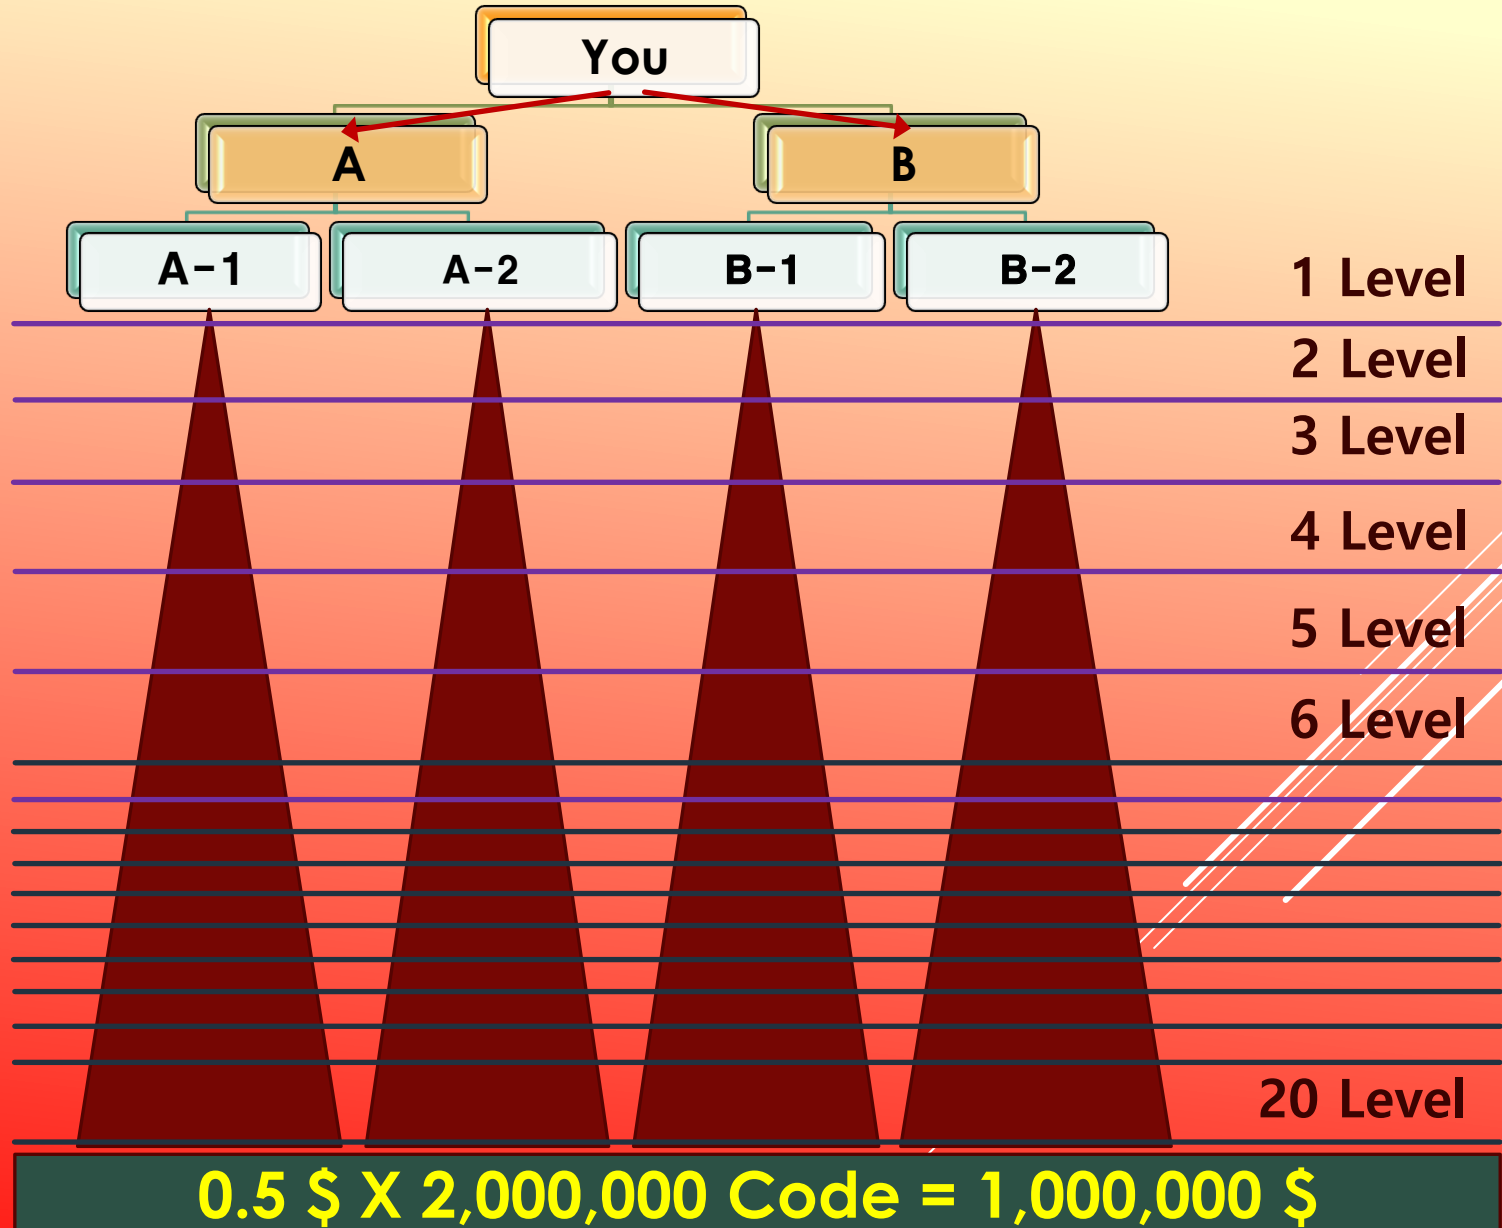 You
A B
A-1 A-2 B-1 B-2
1 Level
2 Level
3 Level
4 Level
5 Level
6 Level
20 Level
0.5 $ X 2,000,000 Code = 1,000,000 $